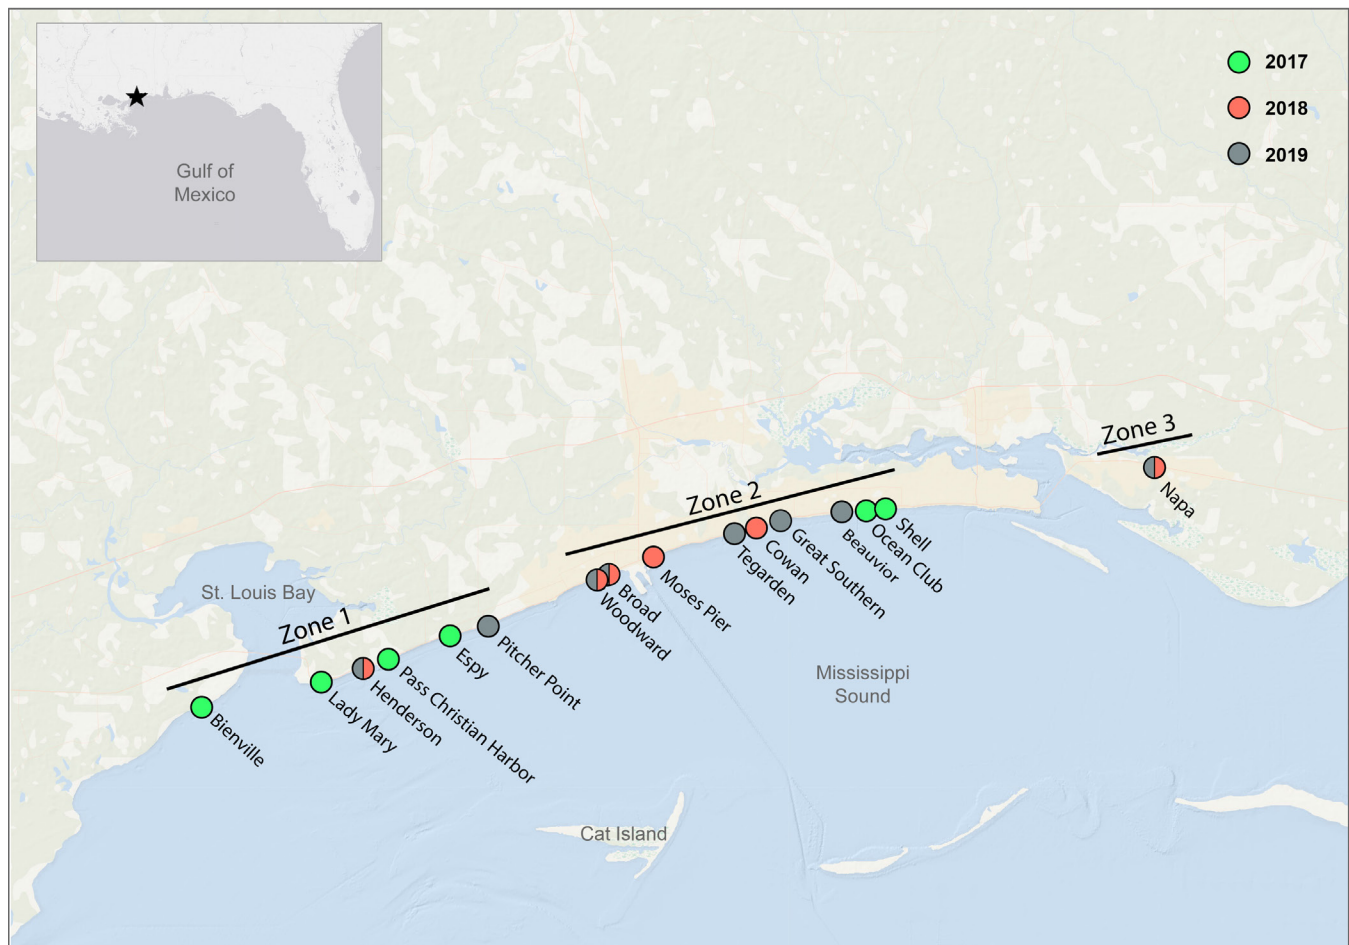 Gulf of
Mexico
2017
2018
2019
Zone 3
Napa
Zone 2
Shell
Ocean Club
Beauvior
Great Southern
Cowan
Tegarden
Moses Pier
Broad
Woodward
St. Louis Bay
Zone 1
Pitcher Point
Espy
Pass Christian Harbor
Henderson
Lady Mary
Bienville
Mississippi
Sound
Cat Island